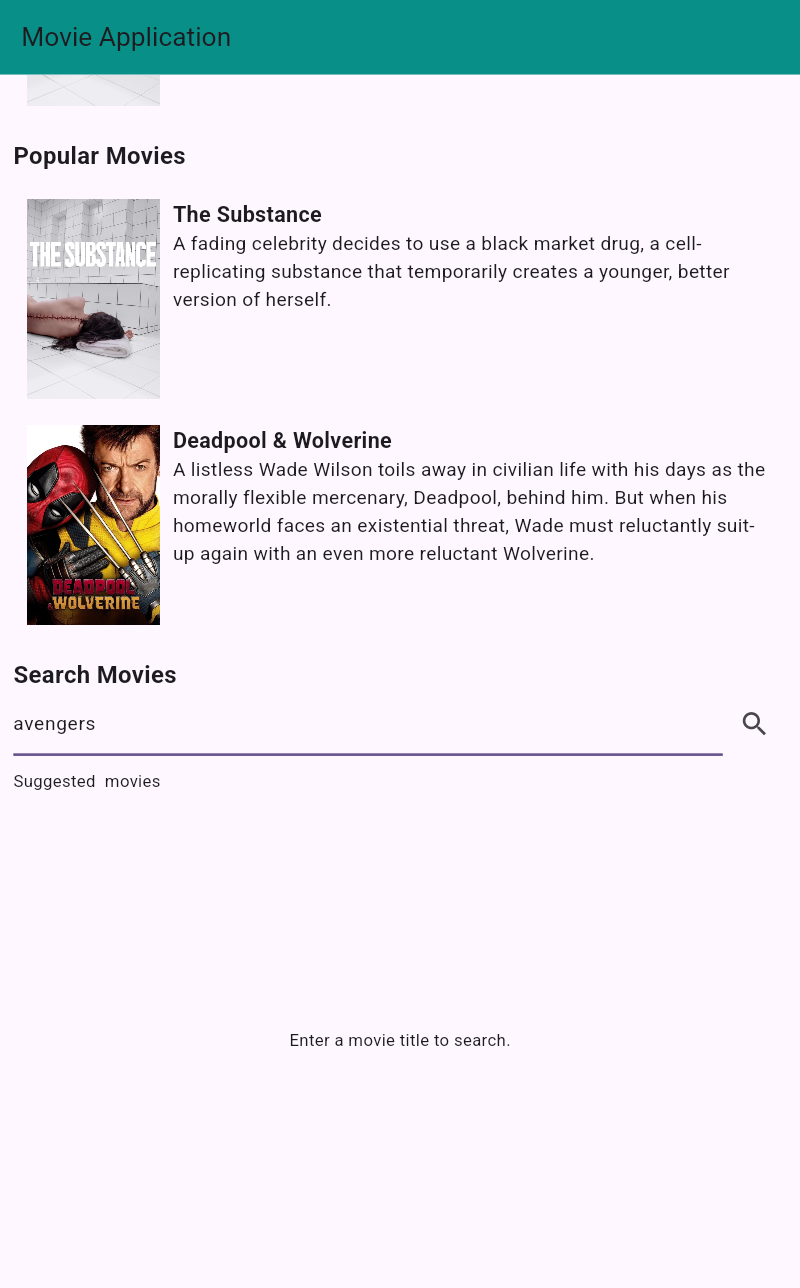 Movie Application
Popular Movies
THE SUBSTANCE
The Substance
A fading celebrity decides to use a black market drug, a cell-
replicating substance that temporarily creates a younger, better
version of herself.
DEADPOOL
& WOLVERINE
Deadpool & Wolverine
A listless Wade Wilson toils away in civilian life with his days as the
morally flexible mercenary, Deadpool, behind him. But when his
homeworld faces an existential threat, Wade must reluctantly suit-
up again with an even more reluctant Wolverine.
Search Movies
avengers
Suggested  movies
Enter a movie title to search.